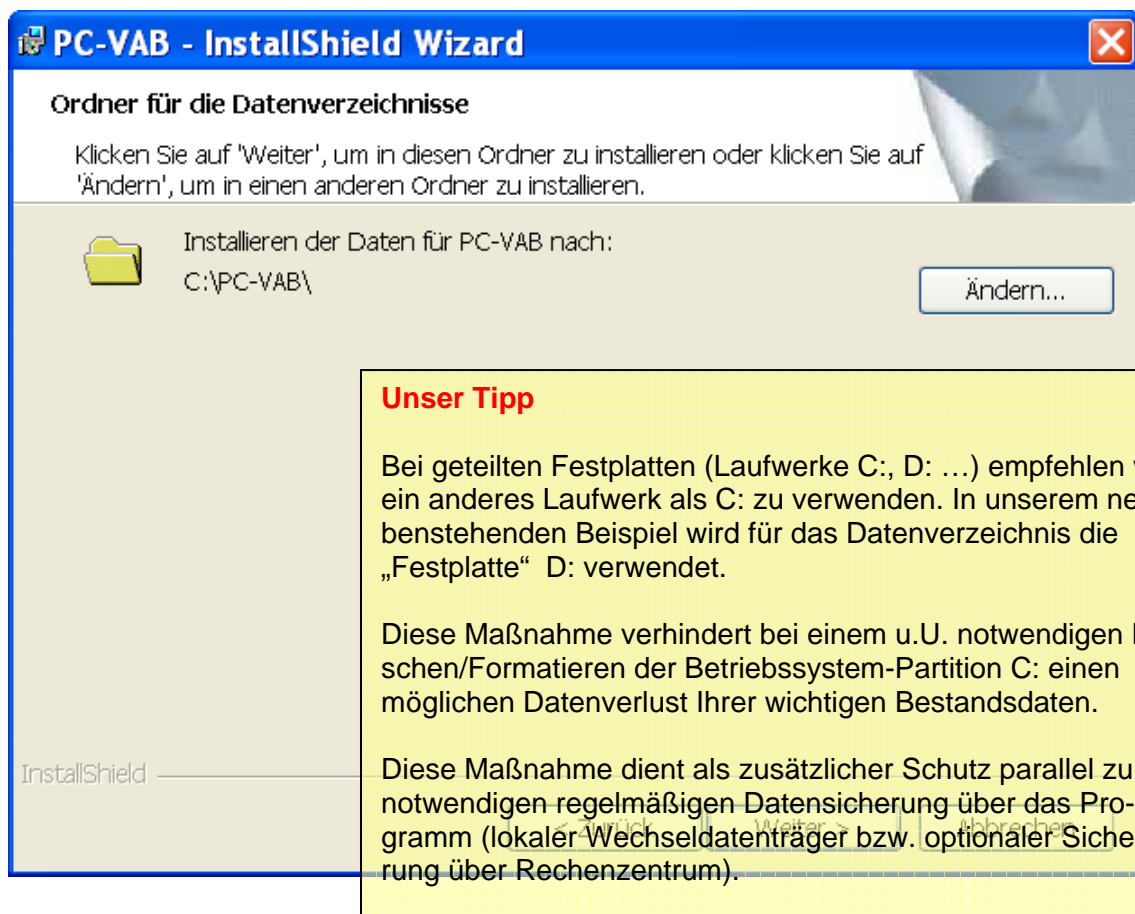 PC-VAB - InstallShield Wizard
Ordner für die Datenverzeichnisse
Klicken Sie auf 'Weiter', um in diesen Ordner zu installieren oder klicken Sie auf
'Ändern', um in einen anderen Ordner zu installieren.
Installieren der Daten für PC-VAB nach:
C:\PC-VAB\
Ändern...
Unser Tipp
Bei geteilten Festplatten (Laufwerke C:, D: …) empfehlen
ein anderes Laufwerk als C: zu verwenden. In unserem ne
benstehenden Beispiel wird für das Datenverzeichnis die
„Festplatte“ D: verwendet.
Diese Maßnahme verhindert bei einem u.U. notwendigen
schen/Formatieren der Betriebssystem-Partition C: einen
möglichen Datenverlust Ihrer wichtigen Bestandsdaten.
InstallShield
Diese Maßnahme dient als zusätzlicher Schutz parallel zu
notwendigen regelmäßigen Datensicherung über das Pro-
gramm (lokaler Wechseldatenträger bzw. optionaler Siche
rung über Rechenzentrum).
< Zurück
Weiter >
Abbrechen